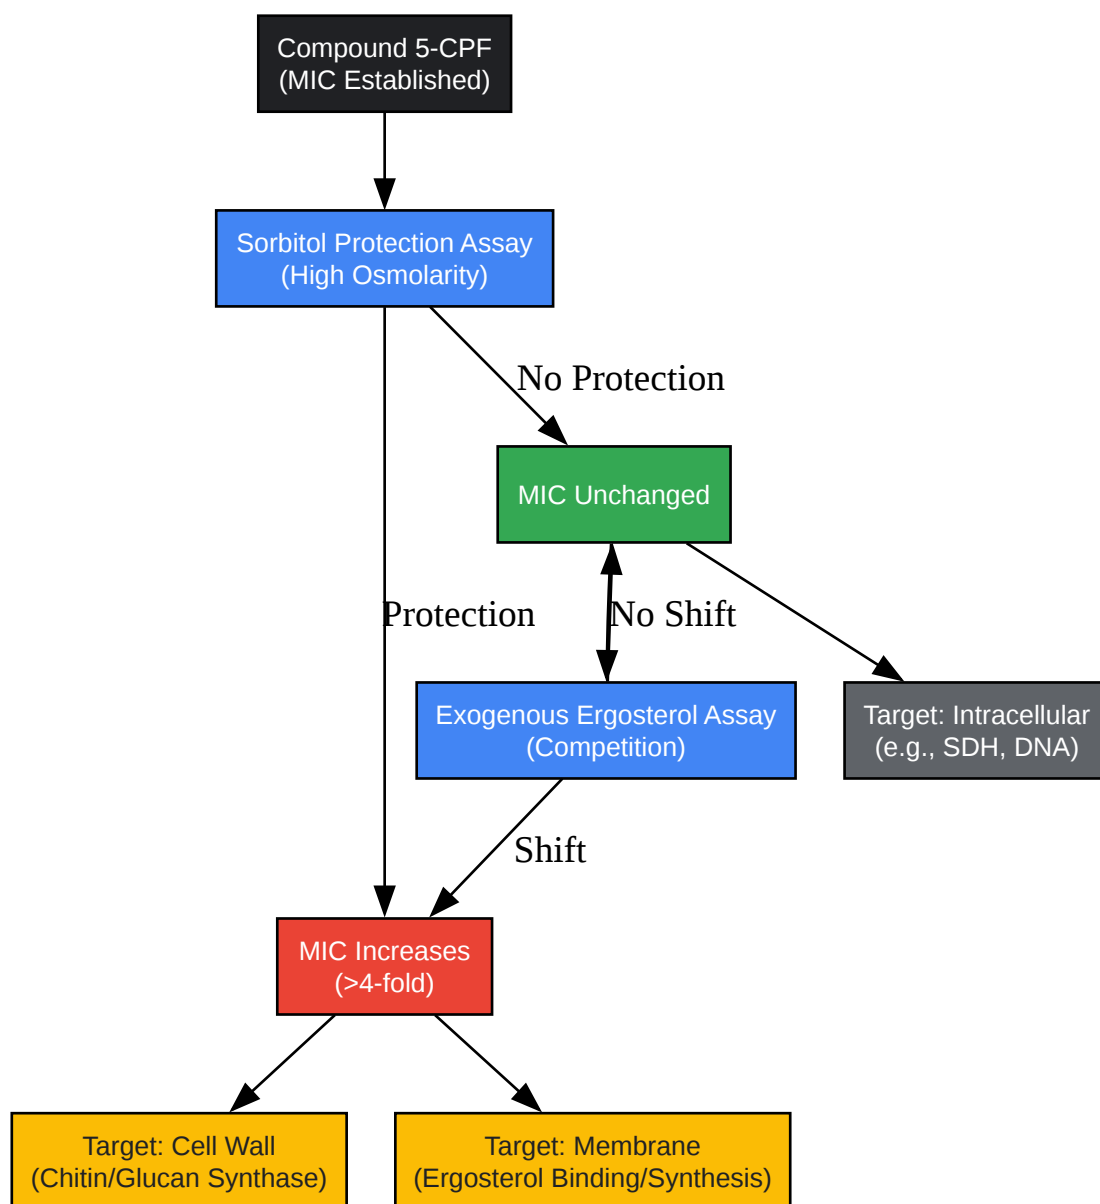 Compound 5-CPF
(MIC Established)
Sorbitol Protection Assay
(High Osmolarity)
No Protection
MIC Unchanged
Protection
No Shift
Exogenous Ergosterol Assay
(Competition)
Target: Intracellular
(e.g., SDH, DNA)
Shift
MIC Increases
(>4-fold)
Target: Cell Wall
(Chitin/Glucan Synthase)
Target: Membrane
(Ergosterol Binding/Synthesis)